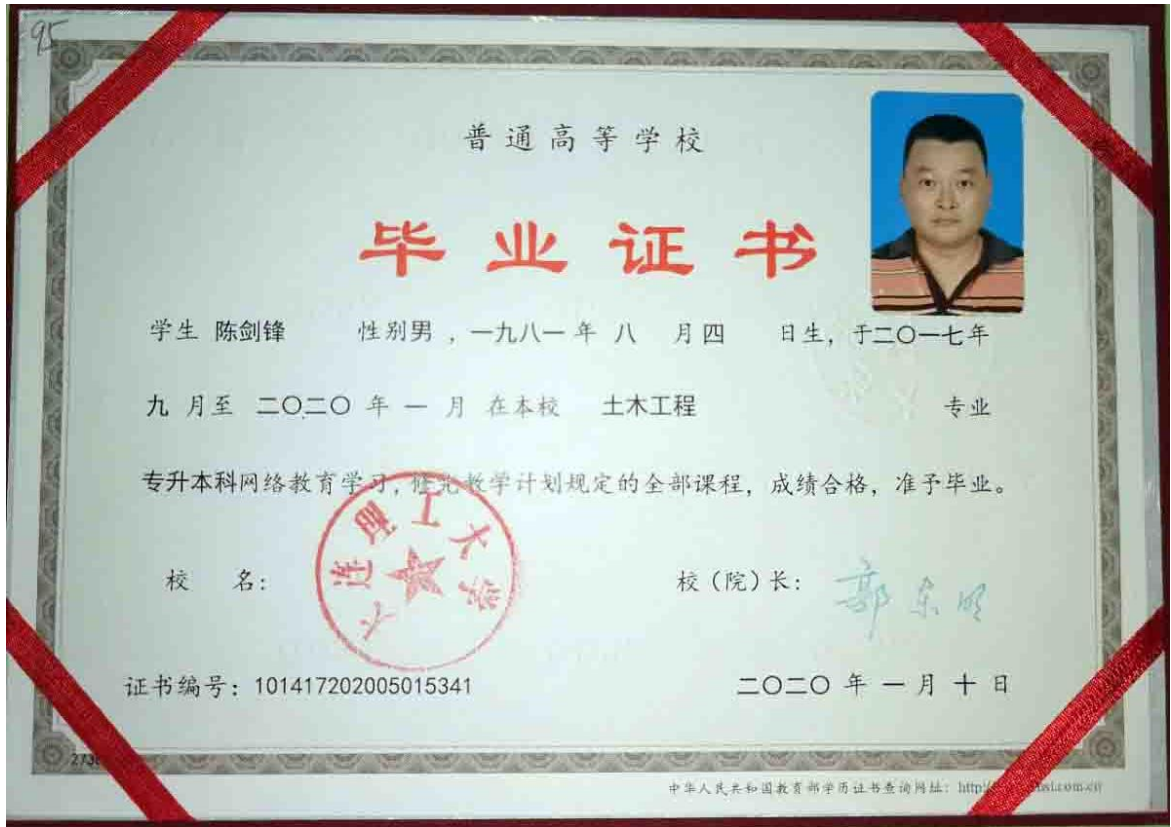 95
普通高等学校
毕业证书
学生 陈剑锋 性别男，一九八一年 八 月四 日生，于二〇一七年
九 月至 二〇二〇 年 一 月 在本校 土木工程 专业
专升本科网络教育学习，修完教学计划规定的全部课程，成绩合格，准予毕业。
大连理工大学
校 名： 校（院）长： 郭东明
证书编号：101417202005015341 二〇二〇 年 一 月 十 日
中华人民共和国教育部学历证书查询网址：http: